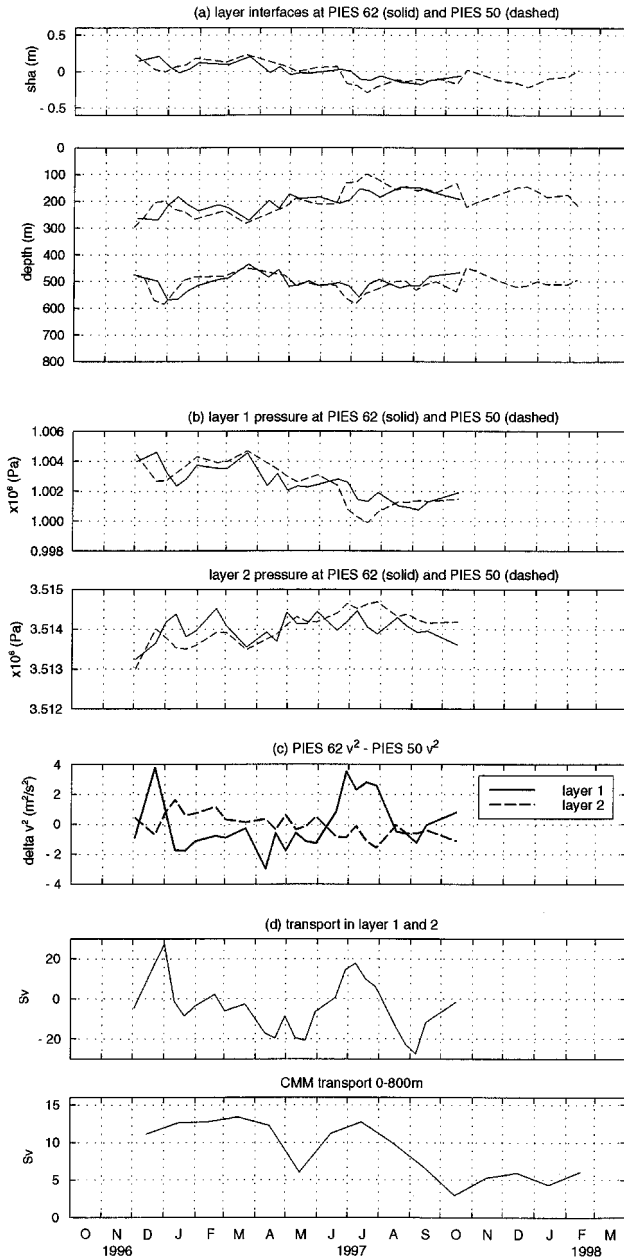 (a) layer interfaces at PIES 62 (solid) and PIES 50 (dashed)
sha (m)
0.5
0
- 0.5
depth (m)
0
100
200
300
400
500
600
800
(b) layer 1 pressure at PIES 62 (solid) and PIES 50 (dashed)
x10⁶ (Pa)
1.006
1.004
1.002
1.000
0.998
layer 2 pressure at PIES 62 (solid) and PIES 50 (dashed)
x10⁶ (Pa)
3.515
3.514
3.513
3.512
(c) PIES 62 v² - PIES 50 v²
delta v² (m²/s²)
4
2
0
- 2
- 4
layer 1
layer 2
(d) transport in layer 1 and 2
Sv
20
0
- 20
CMM transport 0-800m
Sv
15
10
5
0
O N D J F M A M J J A S O N D J F M
1996 1997 1998